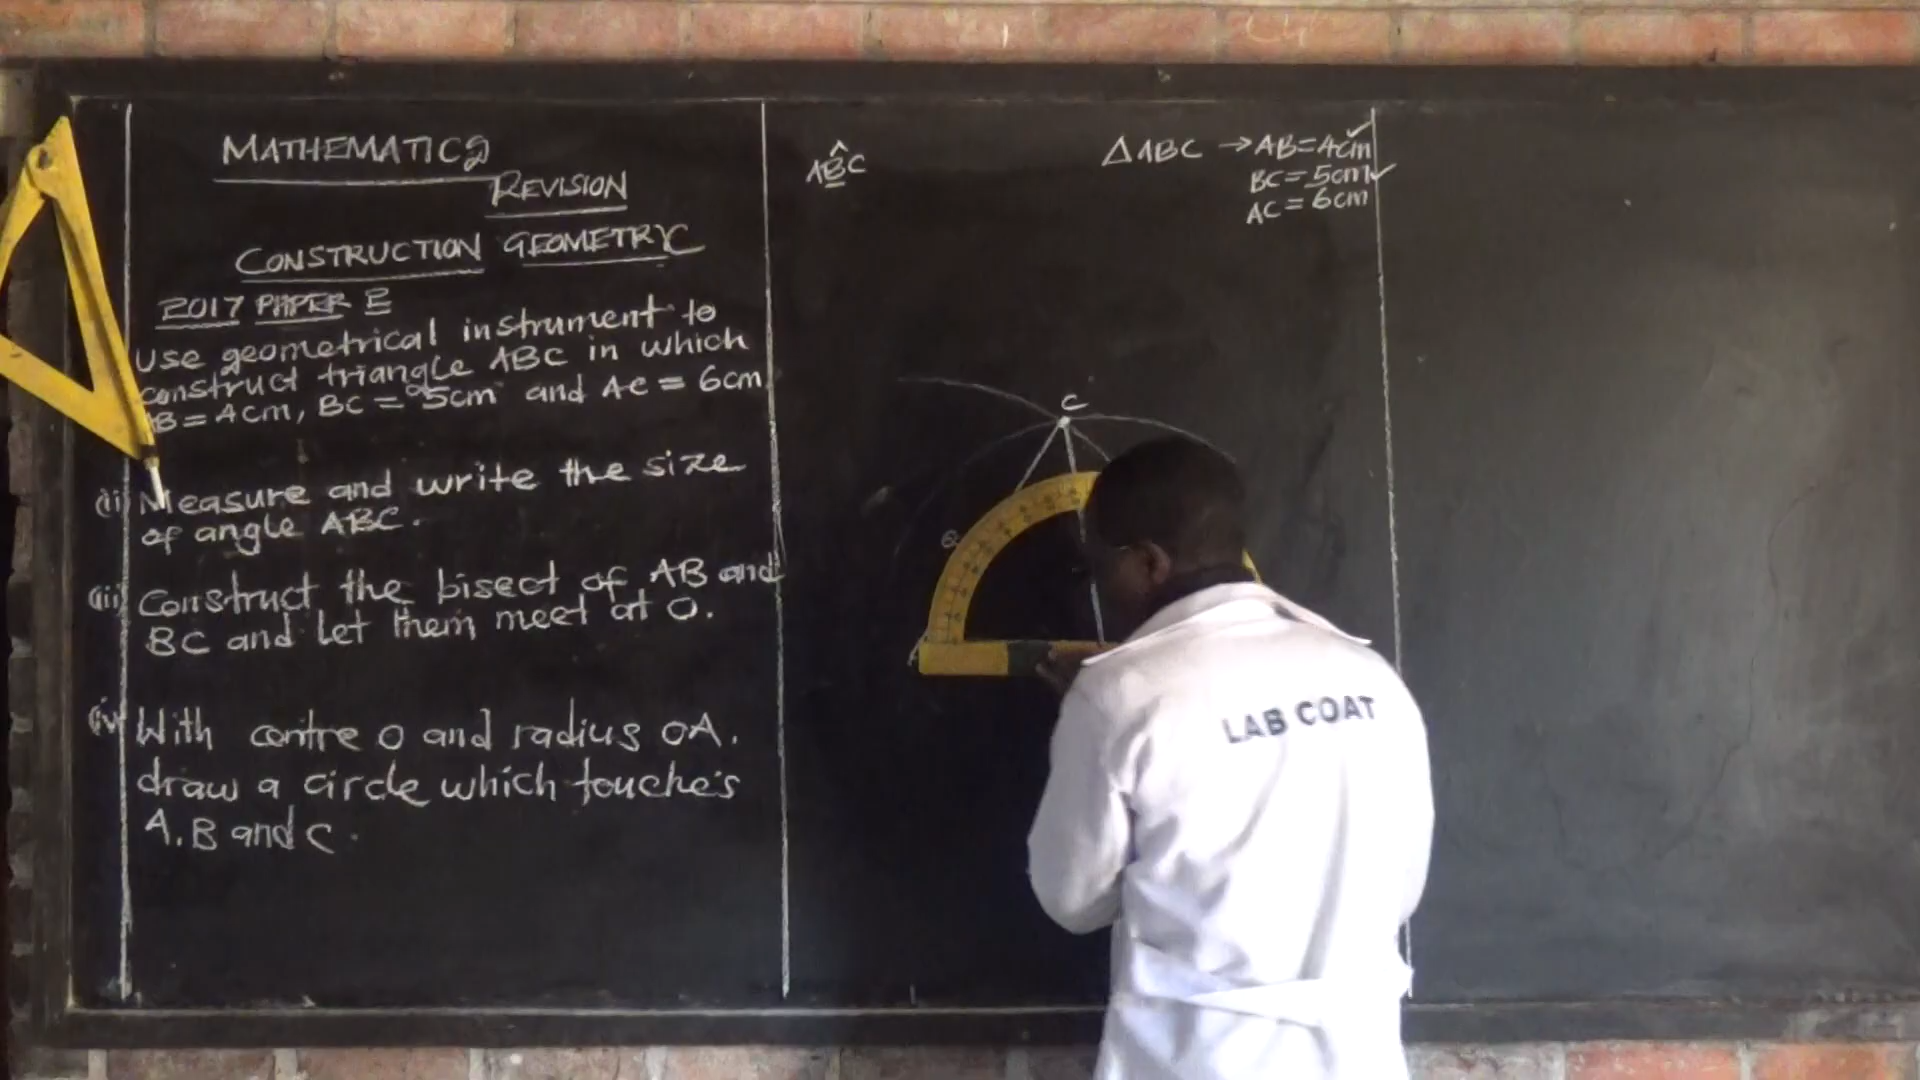 MATHEMATICS
REVISION
CONSTRUCTION GEOMETRIC
2017 PAPER 2
Use geometrical instrument to
construct triangle ABC in which
AB = 4cm, BC = 5cm and AC = 6cm
(ii) Measure and write the size
of angle ABC.
(iii) Construct the bisect of AB and
BC and let them meet at O.
(iv) With centre O and radius OA.
draw a circle which touches
A, B and C.
AB̂C
△ABC → AB = 4cm ✓
BC = 5cm ✓
AC = 6cm
C
LAB COAT